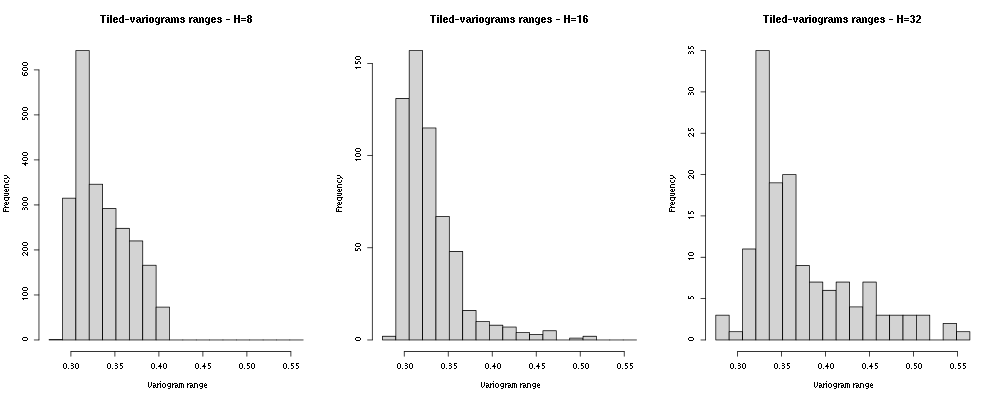 Tiled-variograms ranges - H=8
Tiled-variograms ranges - H=16
Tiled-variograms ranges - H=32
Frequency
0
100
200
300
400
500
600
0.30 0.35 0.40 0.45 0.50 0.55
Variogram range
Frequency
0
50
100
150
0.30 0.35 0.40 0.45 0.50 0.55
Variogram range
Frequency
0
5
10
15
20
25
30
35
0.30 0.35 0.40 0.45 0.50 0.55
Variogram range